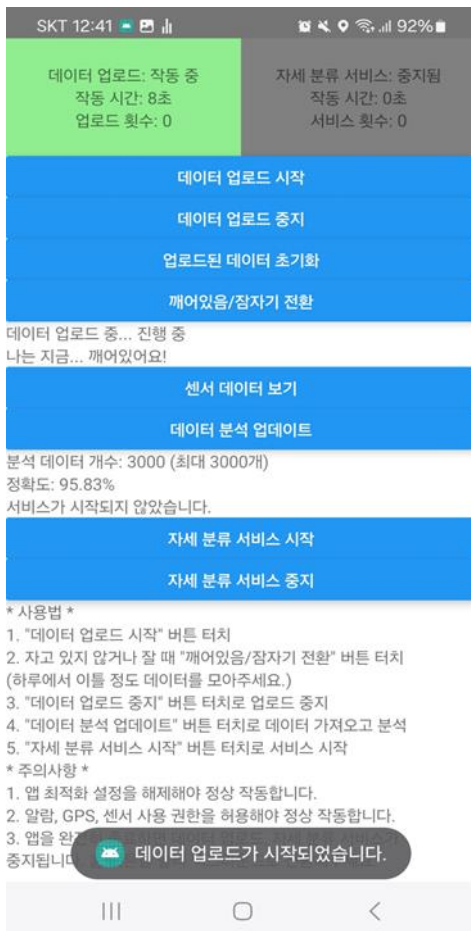 SKT 12:41
92%
데이터 업로드: 작동 중
작동 시간: 8초
업로드 횟수: 0
자세 분류 서비스: 중지됨
작동 시간: 0초
서비스 횟수: 0
데이터 업로드 시작
데이터 업로드 중지
업로드된 데이터 초기화
깨어있음/잠자기 전환
데이터 업로드 중... 진행 중
나는 지금... 깨어있어요!
센서 데이터 보기
데이터 분석 업데이트
분석 데이터 개수: 3000 (최대 3000개)
정확도: 95.83%
서비스가 시작되지 않았습니다.
자세 분류 서비스 시작
자세 분류 서비스 중지
* 사용법 *
1. "데이터 업로드 시작" 버튼 터치
2. 자고 있지 않거나 잘 때 "깨어있음/잠자기 전환" 버튼 터치
(하루에서 이틀 정도 데이터를 모아주세요.)
3. "데이터 업로드 중지" 버튼 터치로 업로드 중지
4. "데이터 분석 업데이트" 버튼 터치로 데이터 가져오고 분석
5. "자세 분류 서비스 시작" 버튼 터치로 서비스 시작
* 주의사항 *
1. 앱 최적화 설정을 해제해야 정상 작동합니다.
2. 알람, GPS, 센서 사용 권한을 허용해야 정상 작동합니다.
3. 앱을
중지됩니다
데이터 업로드가 시작되었습니다.